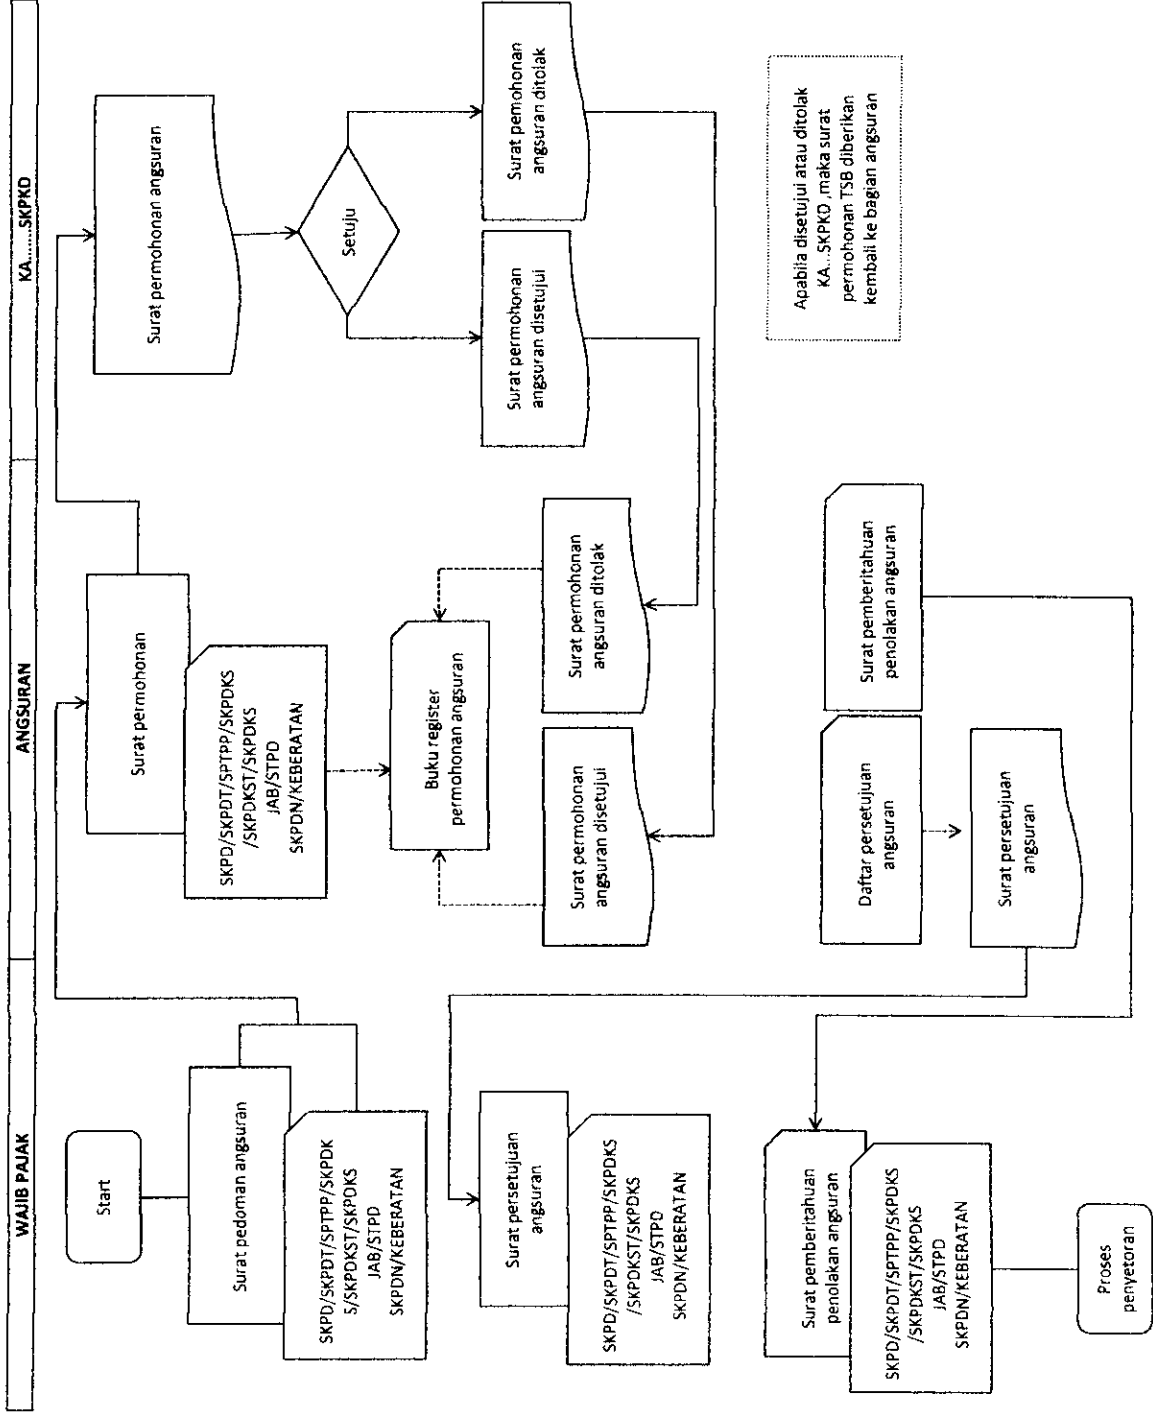 WAJIB PAJAK
ANGSURAN
KA......SKPKD
Start
Surat pedoman angsuran
SKPD/SKPDT/SPTPP/SKPDK
S/SKPDKST/SKPDKS
JAB/STPD
SKPDN/KEBERATAN
Surat persetujuan
angsuran
SKPD/SKPDT/SPTPP/SKPDKS
/SKPDKST/SKPDKS
JAB/STPD
SKPDN/KEBERATAN
Surat pemberitahuan
penolakan angsuran
SKPD/SKPDT/SPTPP/SKPDKS
/SKPDKST/SKPDKS
JAB/STPD
SKPDN/KEBERATAN
Proses
penyetoran
Surat permohonan
SKPD/SKPDT/SPTPP/SKPDKS
/SKPDKST/SKPDKS
JAB/STPD
SKPDN/KEBERATAN
Buku register
permohonan angsuran
Surat permohonan
angsuran disetujui
Surat permohonan
angsuran ditolak
Daftar persetujuan
angsuran
Surat pemberitahuan
penolakan angsuran
Surat persetujuan
angsuran
Surat permohonan angsuran
Setuju
Surat permohonan
angsuran disetujui
Surat pemohonan
angsuran ditolak
Apabila disetujui atau ditolak
KA...SKPKD ,maka surat
permohonan TSB diberikan
kembali ke bagian angsuran